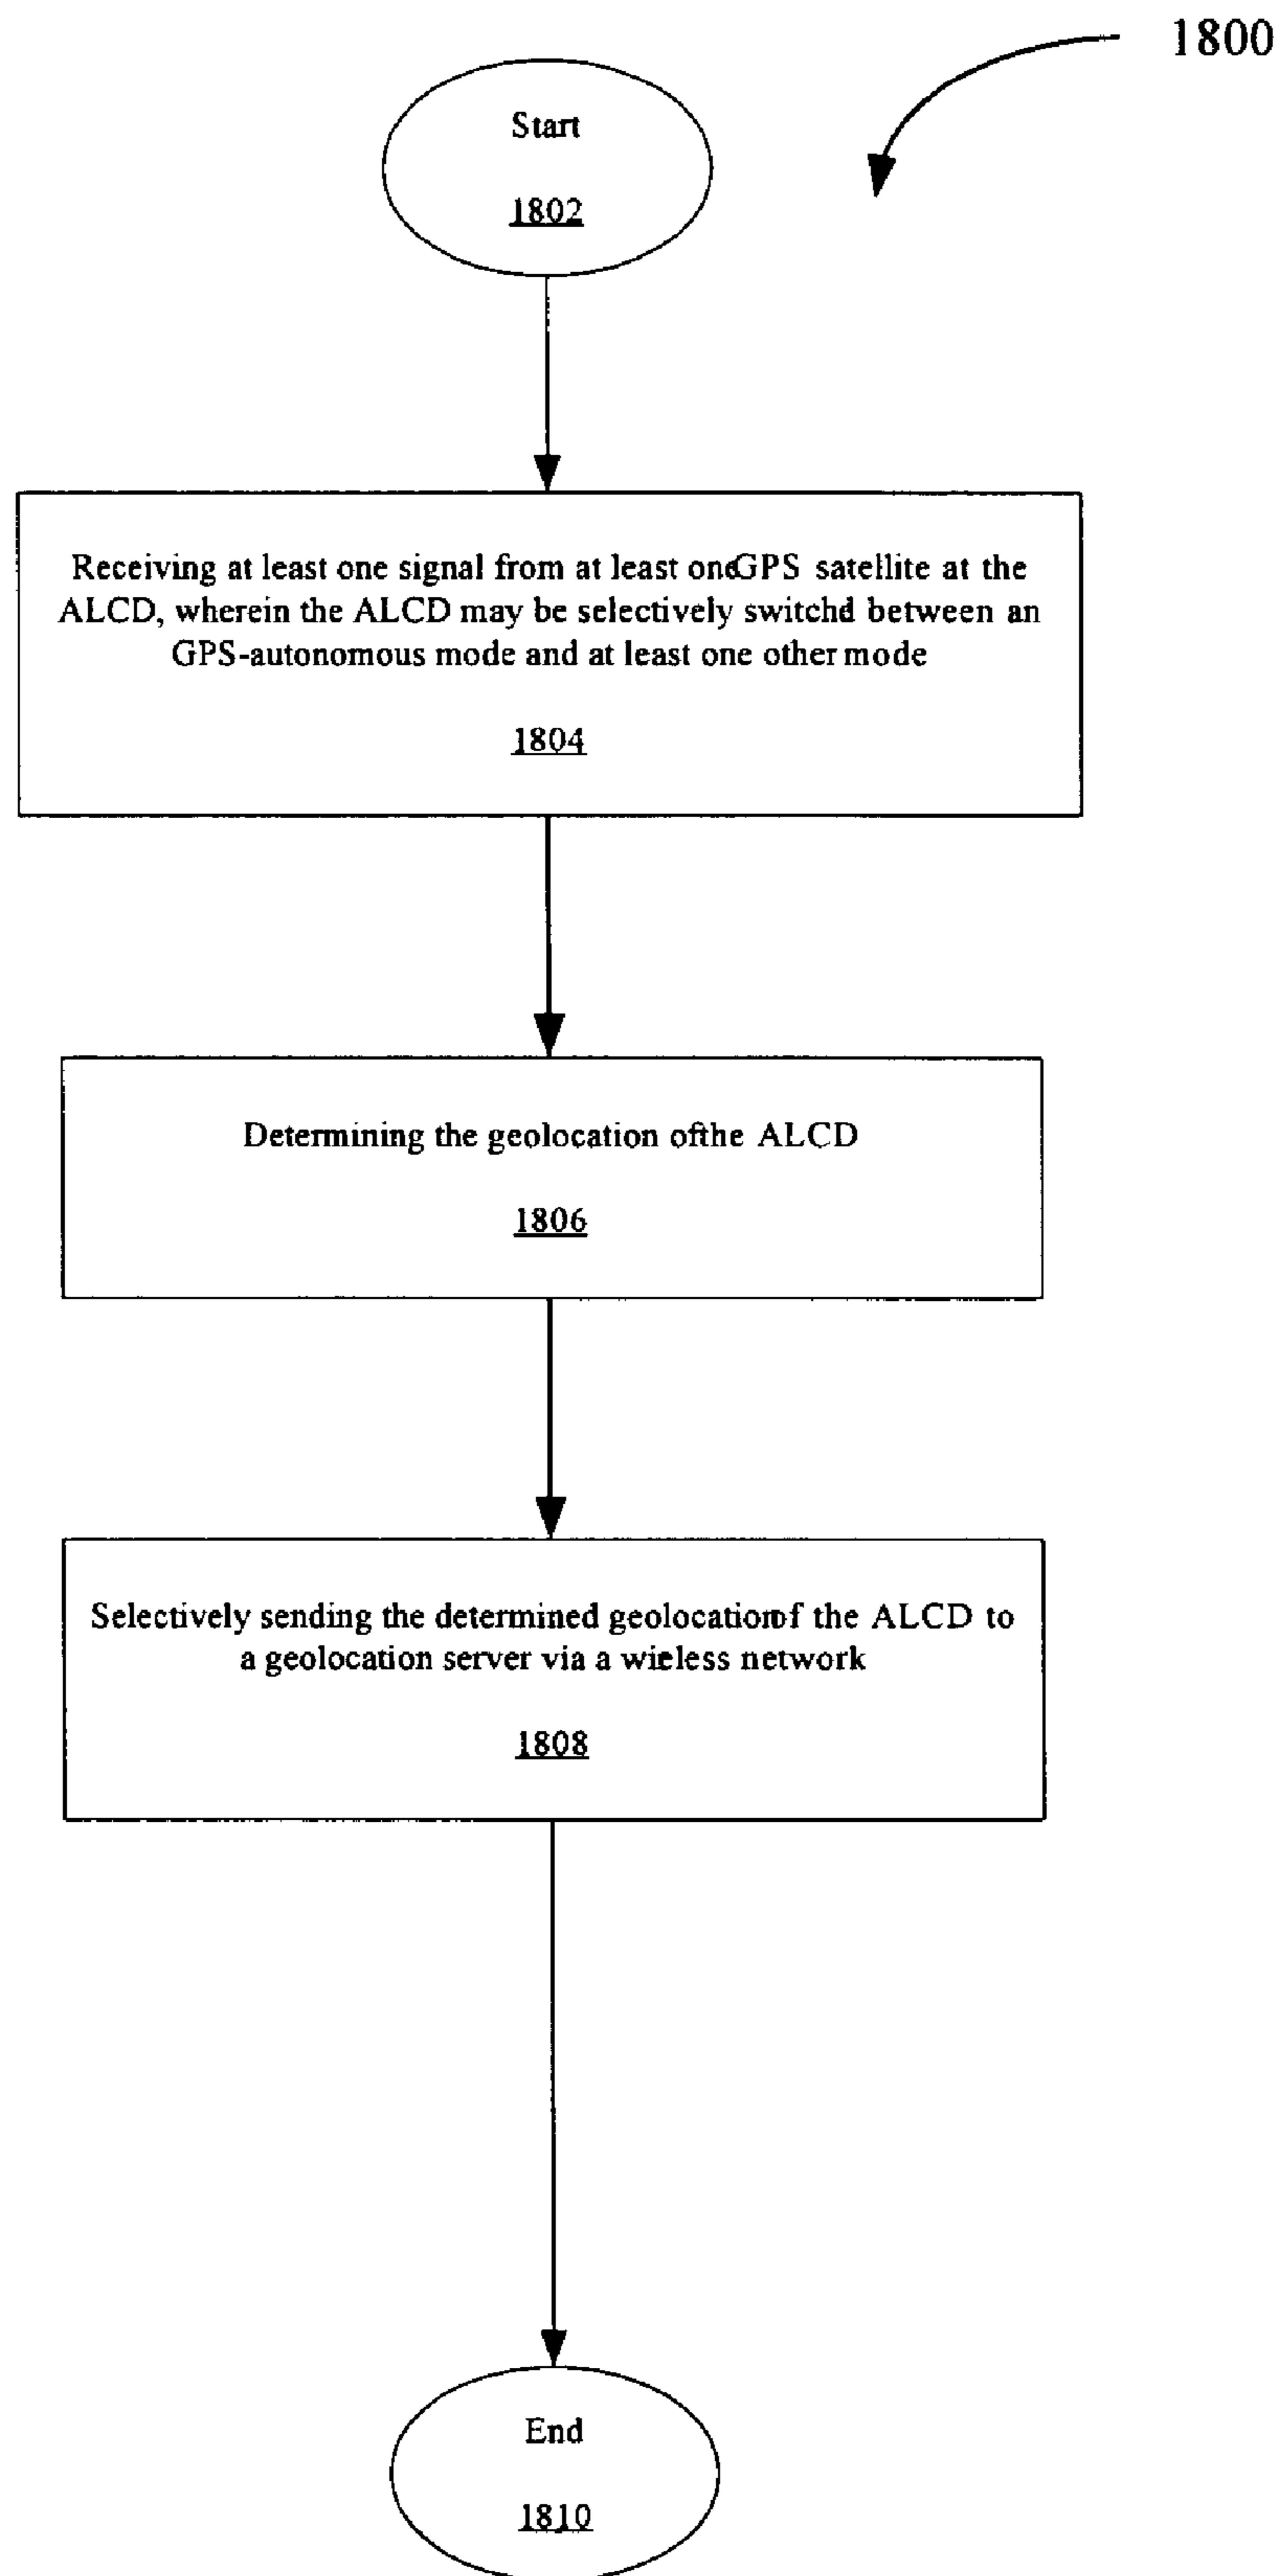 1800
Start
1802
Receiving at least one signal from at least oneGPS satellite at the
ALCD, wherein the ALCD may be selectively switchd between an
GPS-autonomous mode and at least one other mode
1804
Determining the geolocation ofthe ALCD
1806
Selectively sending the determined geolocationof the ALCD to
a geolocation server via a wireless network
1808
End
1810